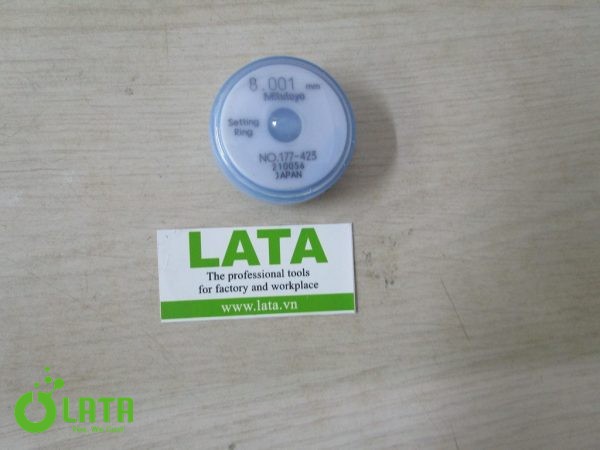 8.001 mm
Mitutoyo
Setting
Ring
NO.177-423
210054
JAPAN
LATA
The professional tools
for factory and workplace
www.lata.vn
LATA